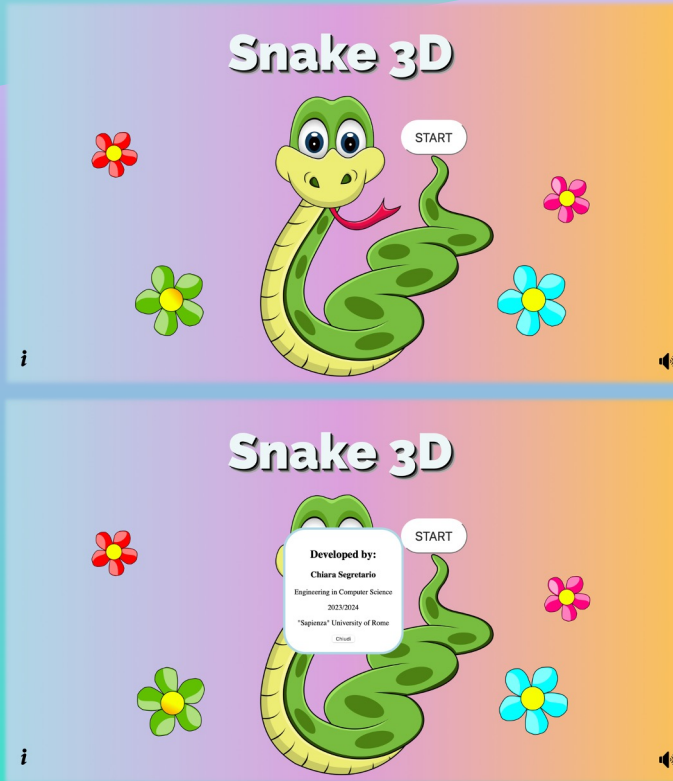 Snake 3D
START
i
Snake 3D
START
Developed by:
Chiara Segretario
Engineering in Computer Science
2023/2024
"Sapienza" University of Rome
Chiudi
i